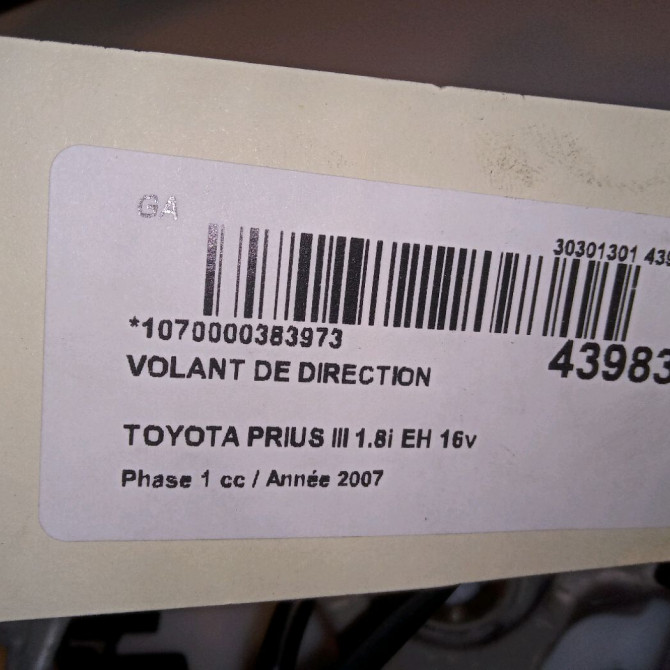 GA
30301301 439
*1070000383973
43983
VOLANT DE DIRECTION
TOYOTA PRIUS III 1.8i EH 16v
Phase 1 cc / Année 2007